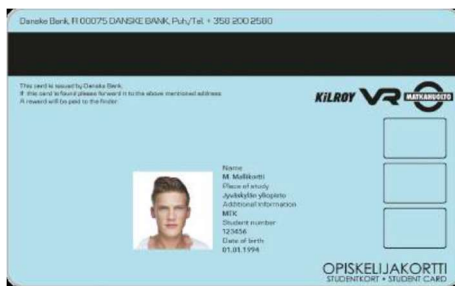 Danske Bank, FI 00075 DANSKE BANK, Puh/Tel. + 358 200 2580
This card is issued by Danske Bank.
If this card is found please forward it to the above mentioned address.
A reward will be paid to the finder.
KiLROY VR MATKAHUOLTO
Name
M. Mallikortti
Place of study
Jyväskylän yliopisto
Additional information
MTK
Student number
123456
Date of birth
01.01.1994
OPISKELIJAKORTTI
STUDENTKORT • STUDENT CARD